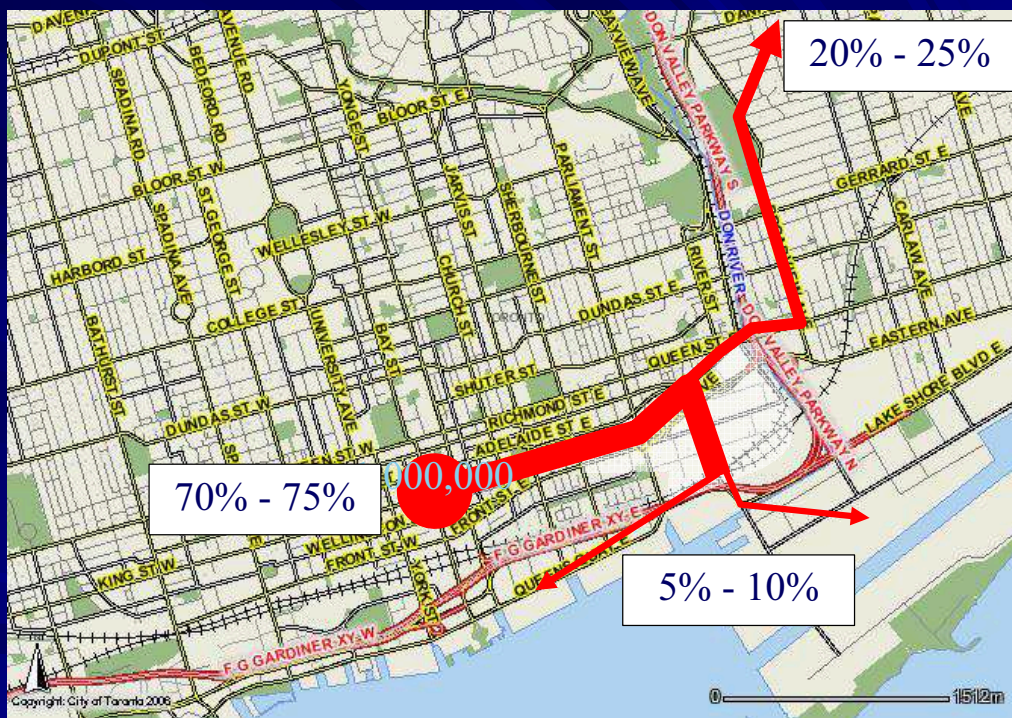 DUPONT ST
SPADINA RD
BEDFORD RD
AVENUE RD
YONGE ST
BLOOR ST E
BAYVIEW AVE
DON VALLEY PARKWAY S
20% - 25%
BLOOR ST W
SPADINA AVE
ST GEORGE ST
WELLESLEY ST W
JARVIS ST
SHERBOURNE ST
PARLIAMENT ST
GERRARD ST E
HARBORD ST
COLLEGE ST
UNIVERSITY AVE
BAY ST
CHURCH ST
TORONTO
DUNDAS ST E
RIVER ST
DON RIVER
CARLAW AVE
BATHURST ST
SHUTER ST
QUEEN ST E
DON VALLEY PARKWAY N
EASTERN AVE
DUNDAS ST W
RICHMOND ST E
ADELAIDE ST E
LAKE SHORE BLVD E
70% - 75%
000,000
FRONT ST E
FRONT ST W
KING ST W
YORK ST
F G GARDINER XY E
QUEENS QUAY E
5% - 10%
F G GARDINER XY W
Copyright: City of Toronto 2006
0
1512m